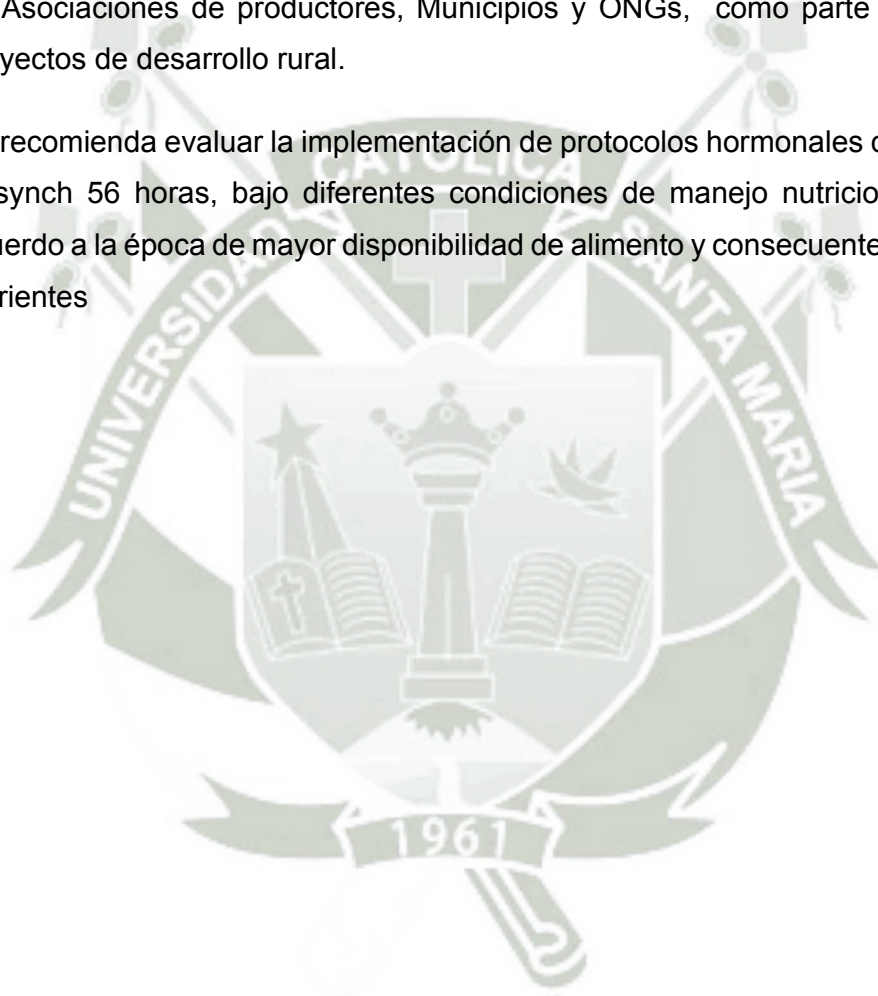 Asociaciones de productores, Municipios y ONGs, como parte
yectos de desarrollo rural.
recomienda evaluar la implementación de protocolos hormonales
synch 56 horas, bajo diferentes condiciones de manejo nutricio
uerdo a la época de mayor disponibilidad de alimento y consecuente
rientes
UNIVERSIDAD CATOLICA SANTA MARIA
1961